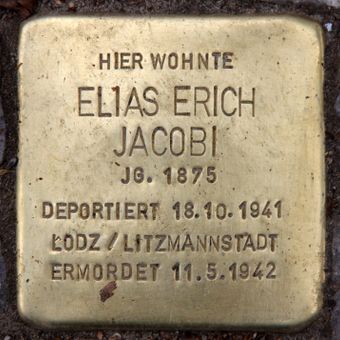 HIER WOHNTE
ELIAS ERICH
JACOBI
JG. 1875
DEPORTIERT 18.10.1941
ŁODZ / LITZMANNSTADT
ERMORDET 11.5.1942